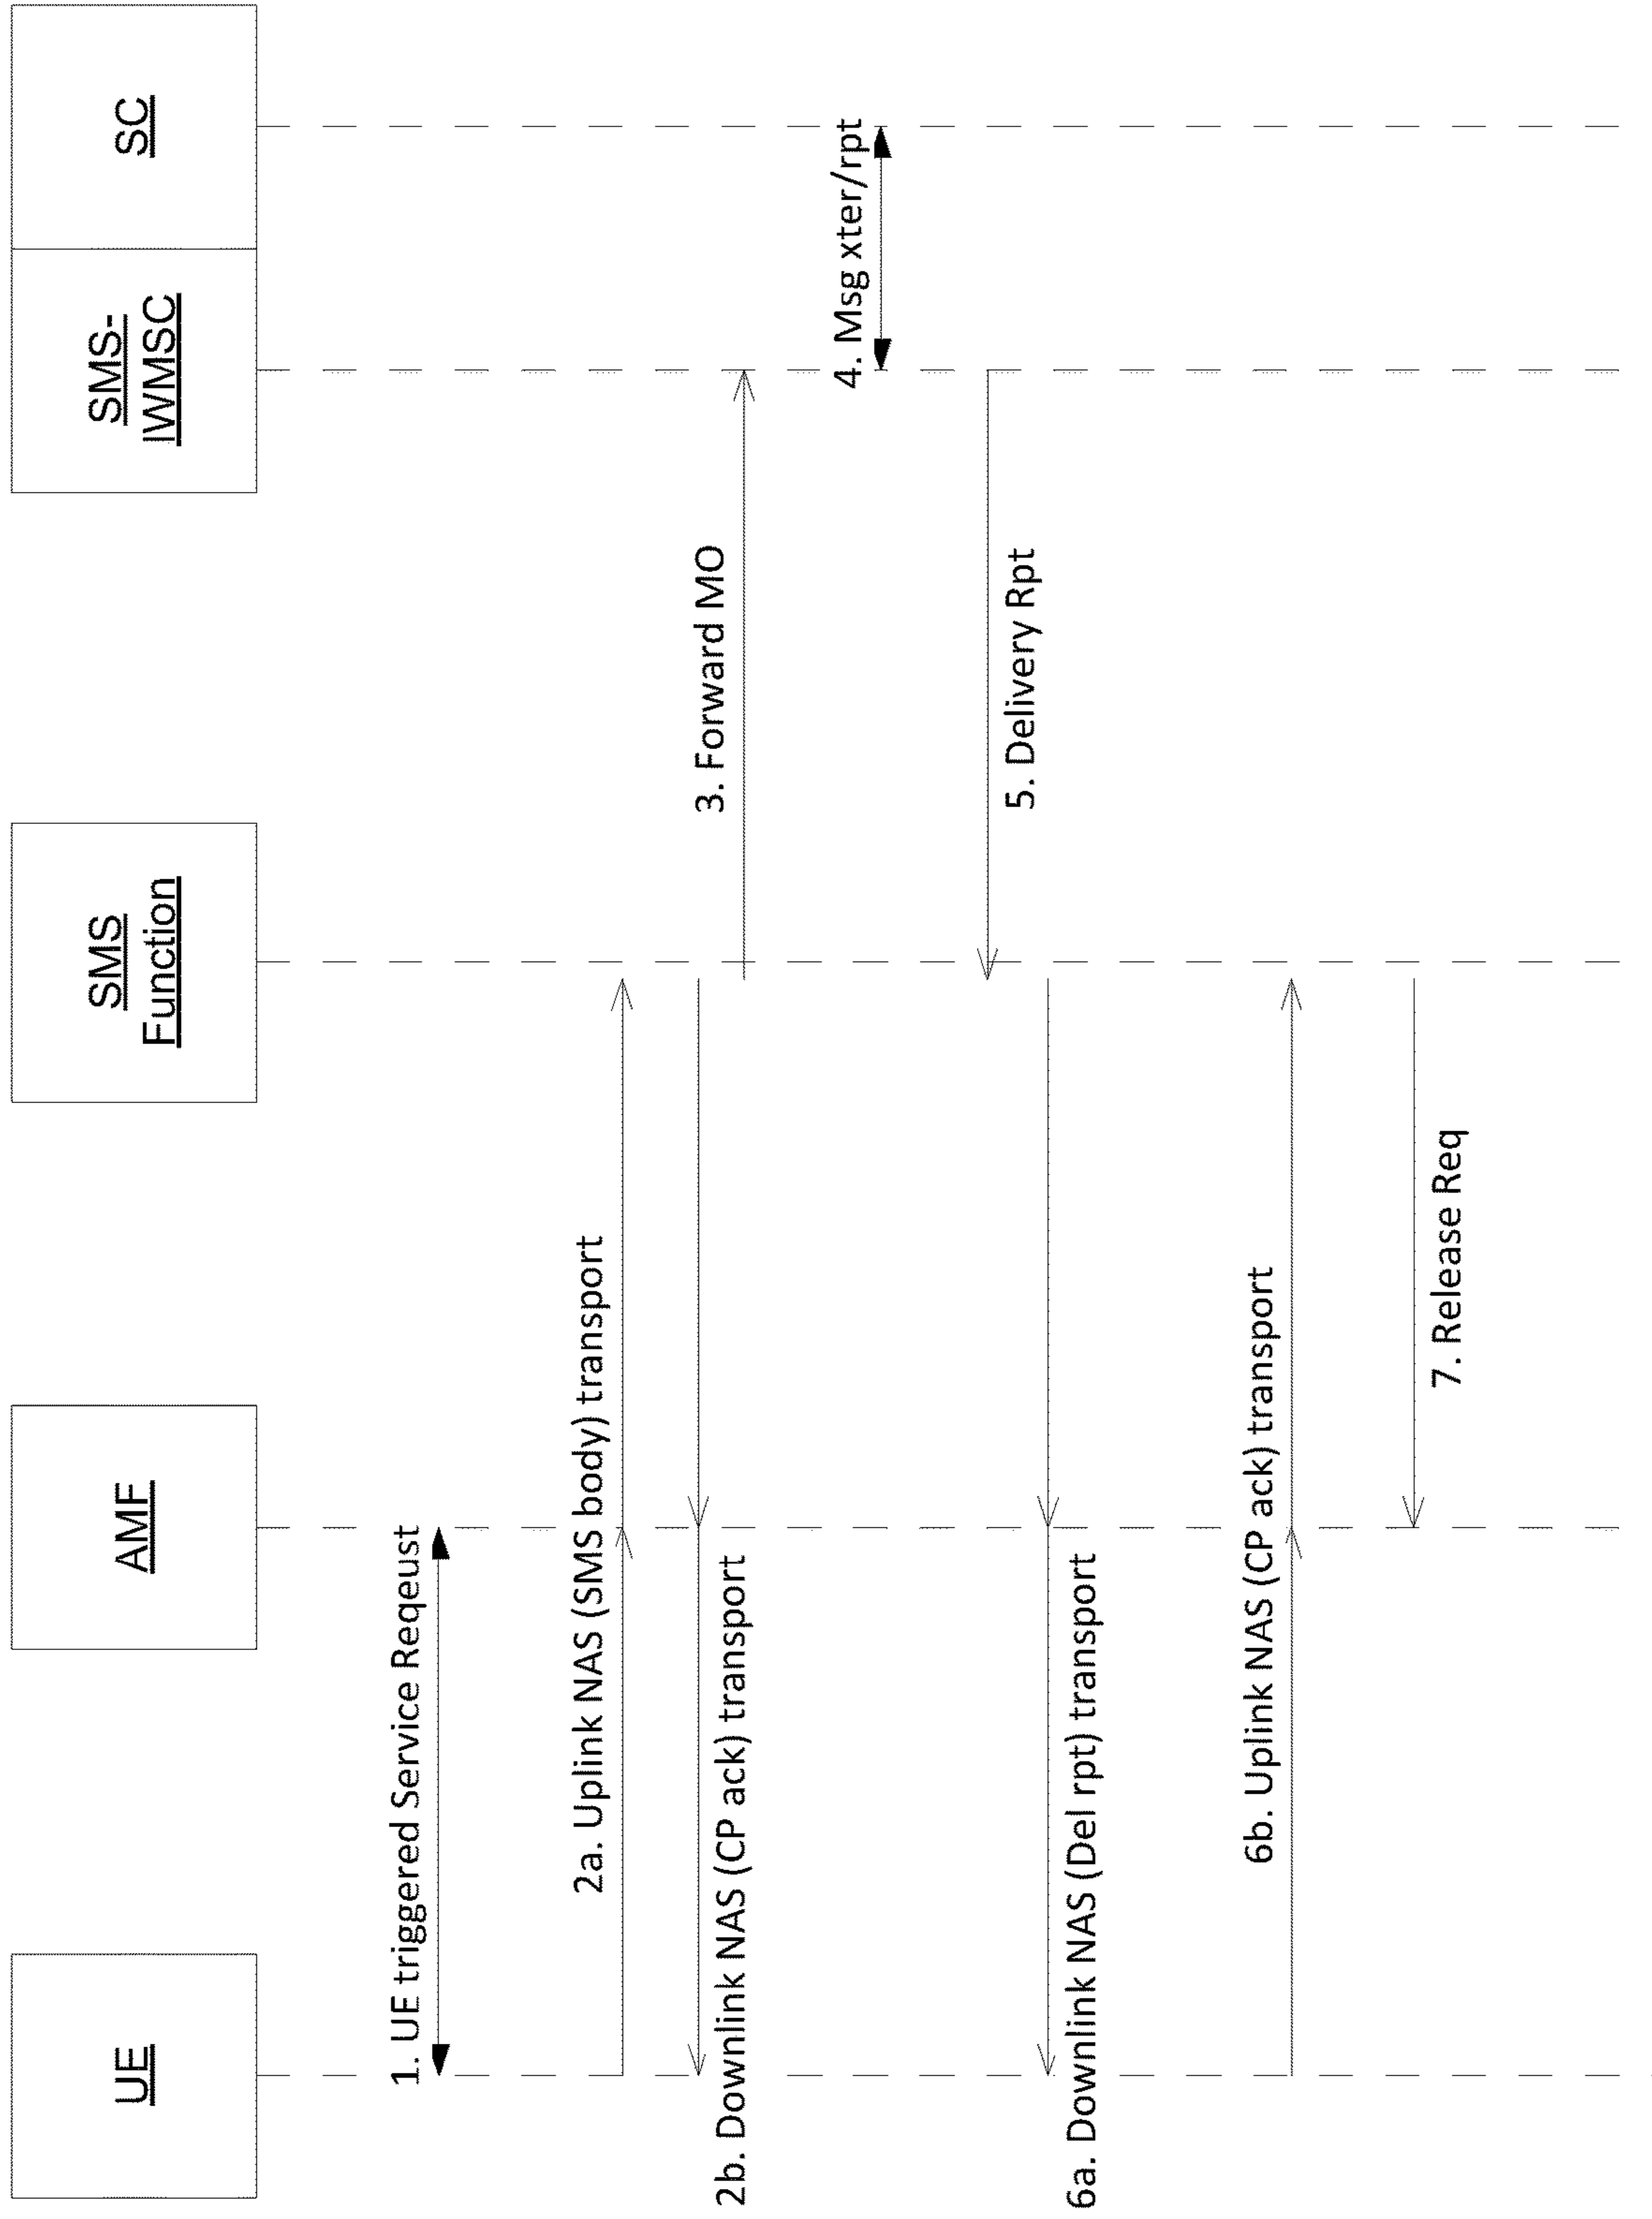 UE
AMF
SMS
Function
SMS-
IWMSC
SC
1. UE triggered Service Reqeust
2a. Uplink NAS (SMS body) transport
2b. Downlink NAS (CP ack) transport
3. Forward MO
4. Msg xter/rpt
5. Delivery Rpt
6a. Downlink NAS (Del rpt) transport
6b. Uplink NAS (CP ack) transport
7. Release Req